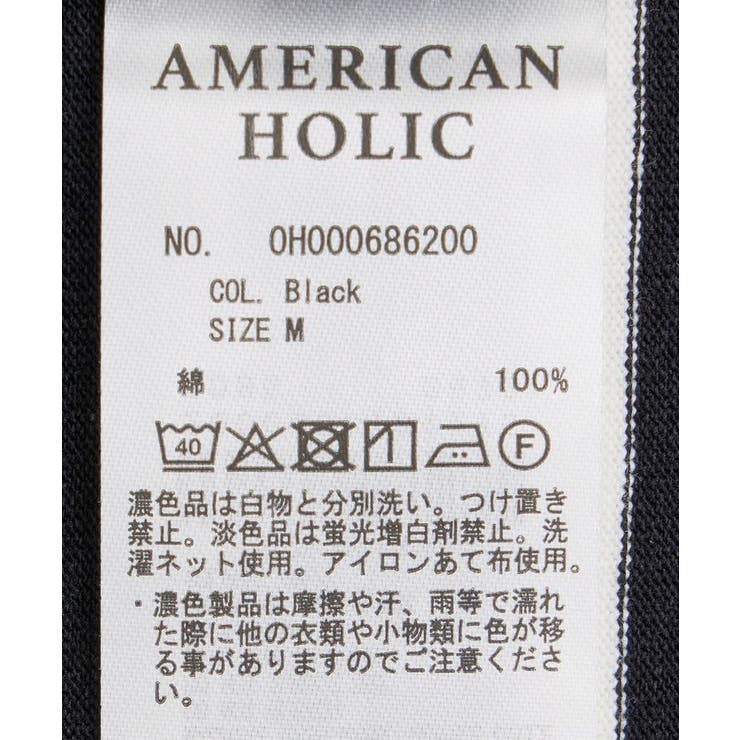 AMERICAN
HOLIC
NO. 0H000686200
COL. Black
SIZE M
綿 100%
40 F
濃色品は白物と分別洗い。つけ置き
禁止。淡色品は蛍光増白剤禁止。洗
濯ネット使用。アイロンあて布使用。
・濃色製品は摩擦や汗、雨等で濡れ
た際に他の衣類や小物類に色が移
る事がありますのでご注意くださ
い。